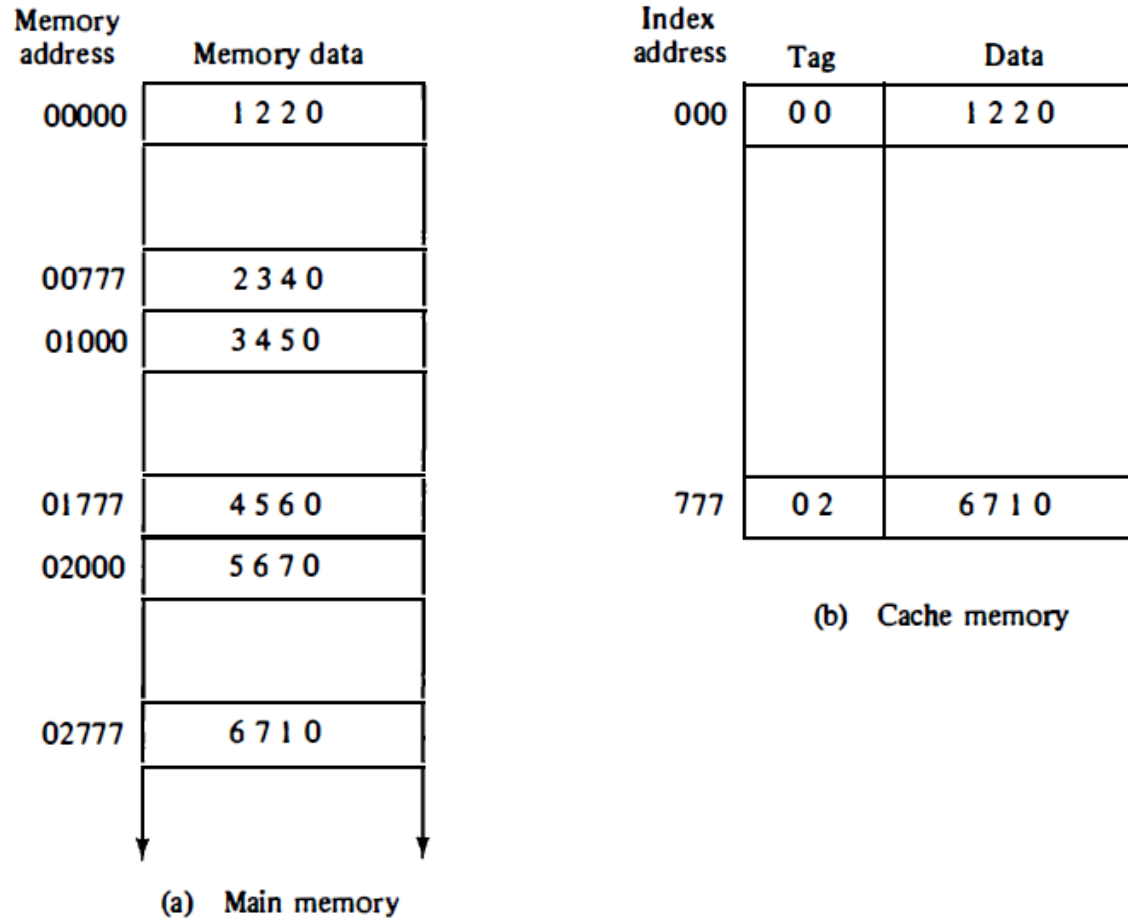 Memory address Memory data
00000 1 2 2 0
00777 2 3 4 0
01000 3 4 5 0
01777 4 5 6 0
02000 5 6 7 0
02777 6 7 1 0
(a) Main memory
Index address Tag Data
000 0 0 1 2 2 0
777 0 2 6 7 1 0
(b) Cache memory